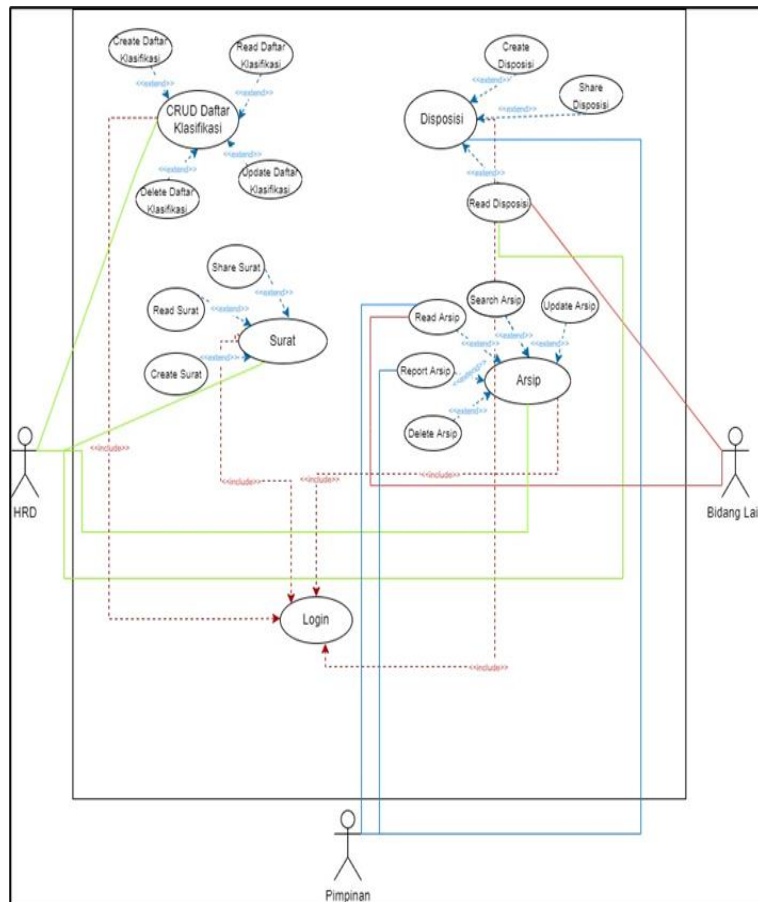 Create Daftar
Klasifikasi
<<extend>>
Read Daftar
Klasifikasi
<<extend>>
CRUD Daftar
Klasifikasi
<<extend>>
Delete Daftar
Klasifikasi
<<extend>>
Update Daftar
Klasifikasi
Create
Disposisi
<<extend>>
Share
Disposisi
<<extend>>
Disposisi
<<extend>>
Read Disposisi
Share Surat
<<extend>>
Read Surat
<<extend>>
Surat
Create Surat
<<extend>>
Search Arsip
Update Arsip
Read Arsip
<<extend>>
<<extend>>
<<extend>>
Report Arsip
<<extend>>
Arsip
Delete Arsip
<<extend>>
<<include>>
<<include>>
<<include>>
HRD
Bidang Lai
Login
<<include>>
Pimpinan